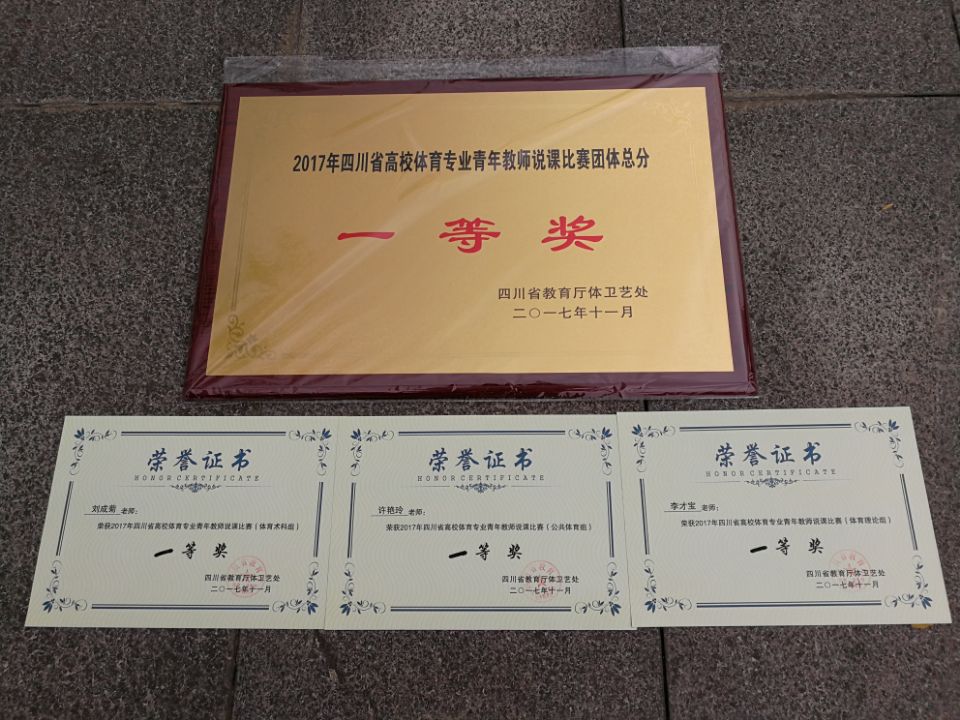 2017年四川省高校体育专业青年教师说课比赛团体总分
一等奖
四川省教育厅体卫艺处
二〇一七年十一月
荣誉证书
HONOR CERTIFICATE
刘成菊 老师：
荣获2017年四川省高校体育专业青年教师说课比赛（体育术科组）
一等奖
四川省教育厅体卫艺处
二〇一七年十一月
荣誉证书
HONOR CERTIFICATE
许艳玲 老师：
荣获2017年四川省高校体育专业青年教师说课比赛（公共体育组）
一等奖
四川省教育厅体卫艺处
二〇一七年十一月
荣誉证书
HONOR CERTIFICATE
李才宝 老师：
荣获2017年四川省高校体育专业青年教师说课比赛（体育理论组）
一等奖
四川省教育厅体卫艺处
二〇一七年十一月